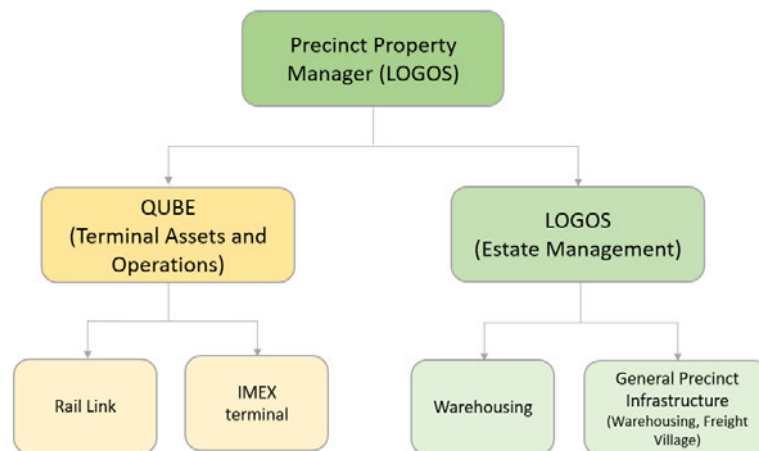 Precinct Property
Manager (LOGOS)
QUBE
(Terminal Assets and
Operations)
LOGOS
(Estate Management)
Rail Link
IMEX
terminal
Warehousing
General Precinct
Infrastructure
(Warehousing, Freight
Village)